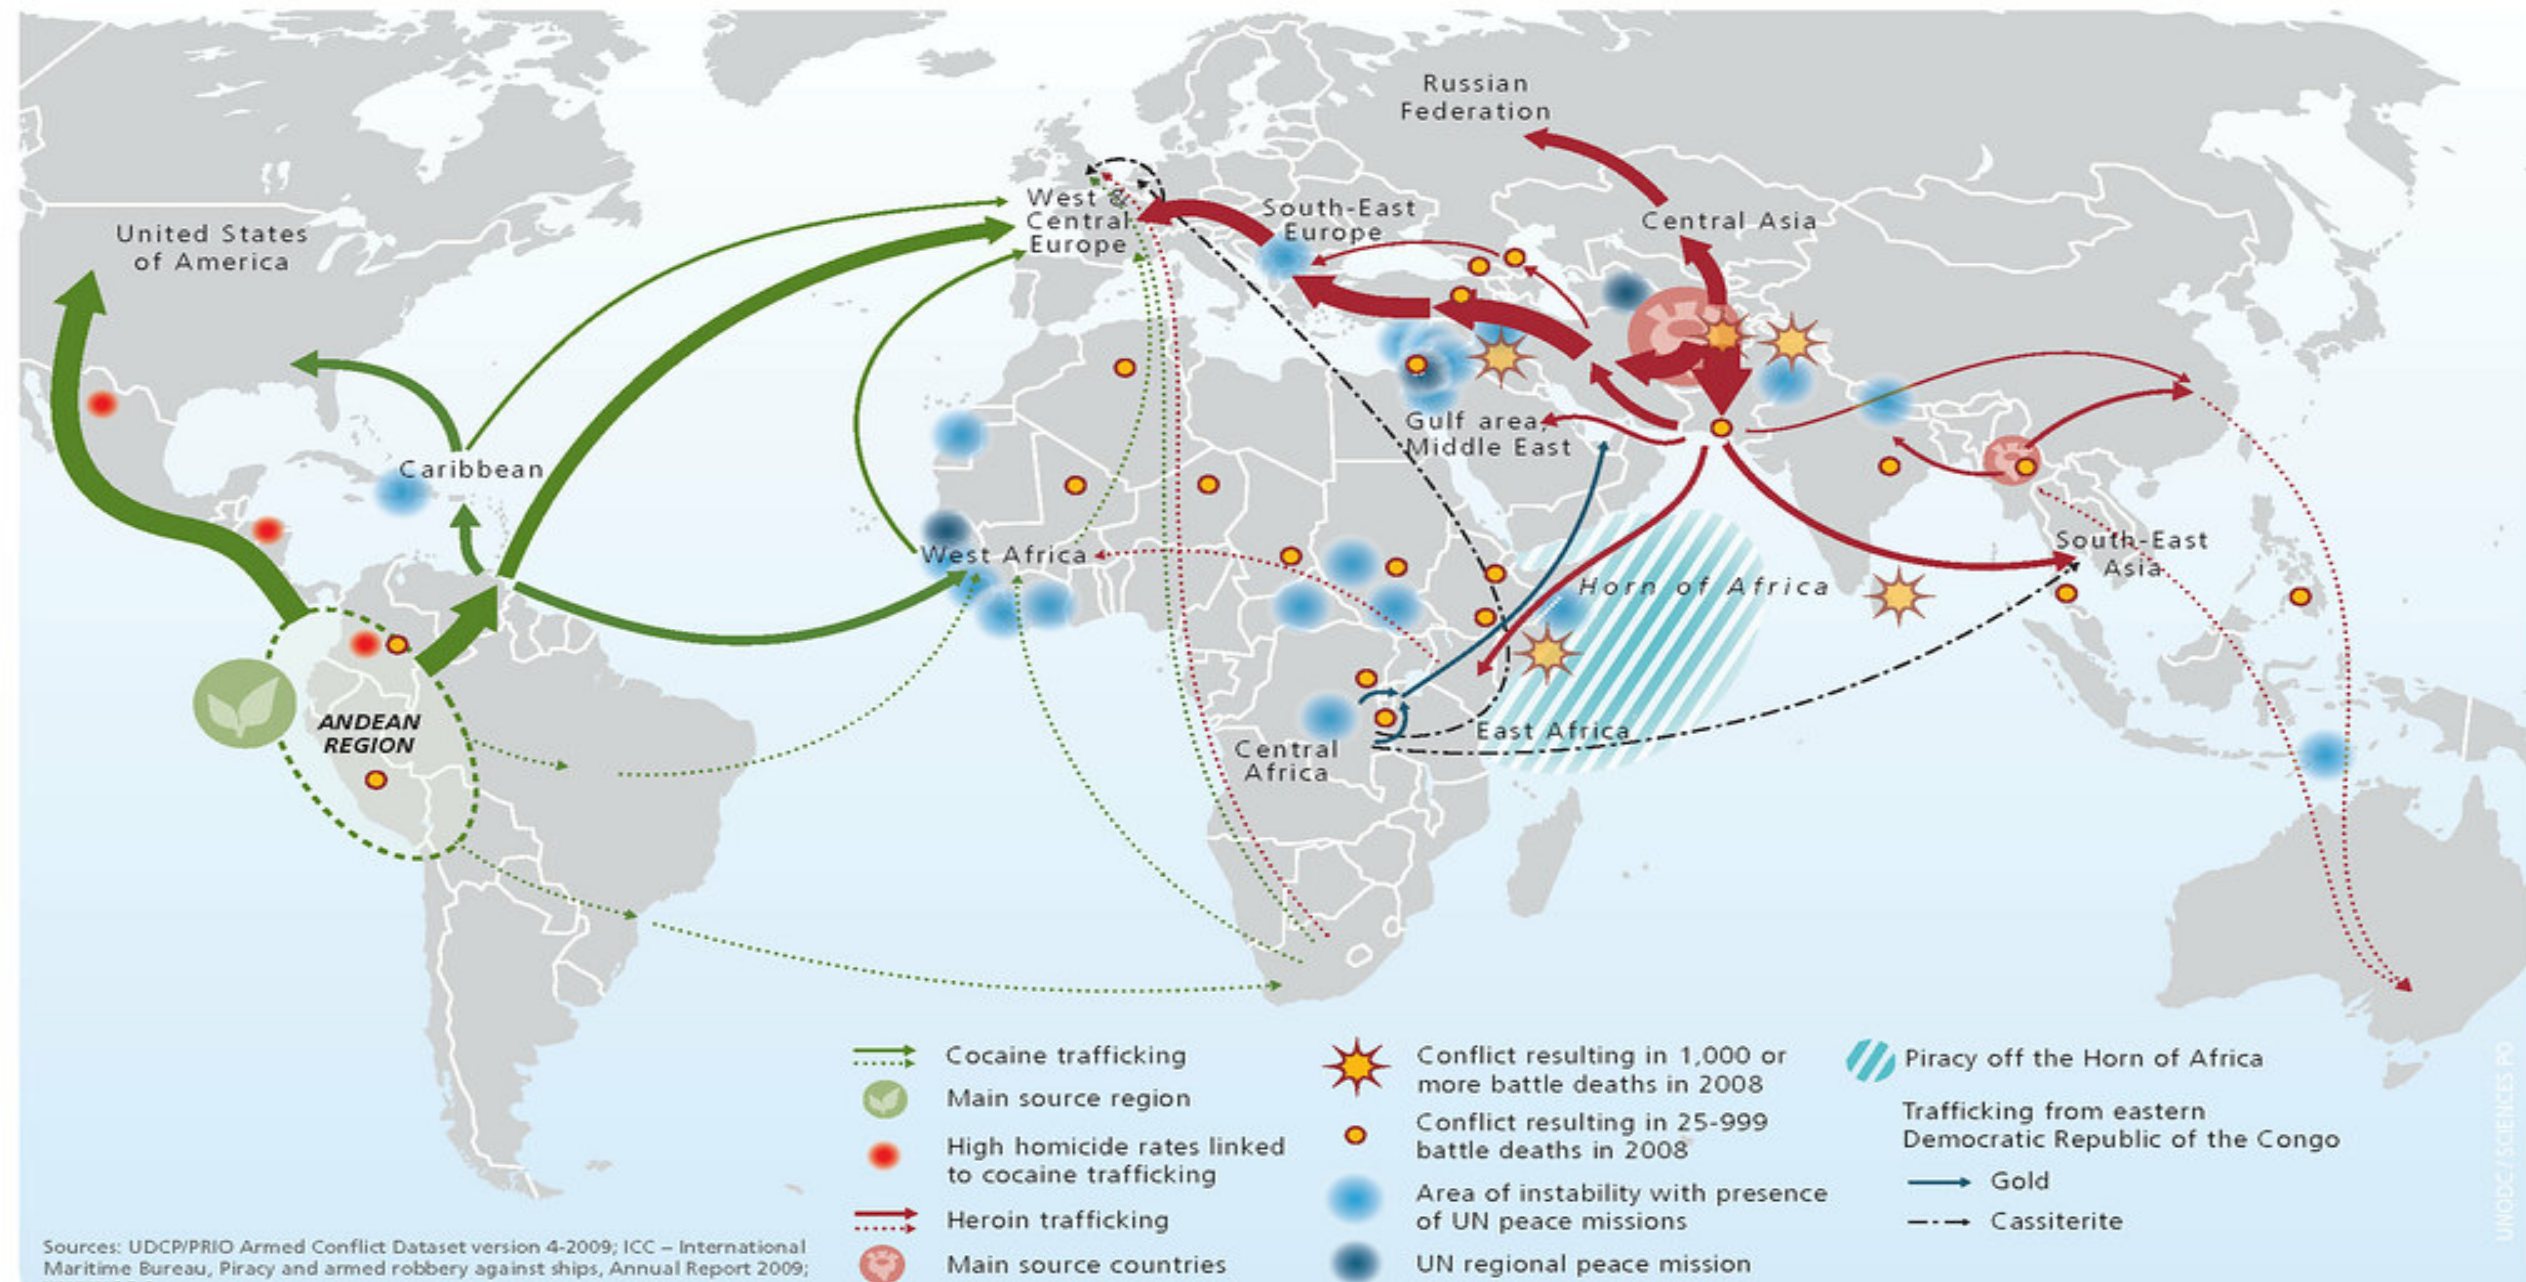 Russian
Federation
West &
Central
Europe
South-East
Europe
Central Asia
United States
of America
Gulf area,
Middle East
Caribbean
West Africa
South-East
Asia
Horn of Africa
ANDEAN
REGION
East Africa
Central
Africa
Cocaine trafficking
Main source region
High homicide rates linked
to cocaine trafficking
Heroin trafficking
Main source countries
Conflict resulting in 1,000 or
more battle deaths in 2008
Conflict resulting in 25-999
battle deaths in 2008
Area of instability with presence
of UN peace missions
UN regional peace mission
Piracy off the Horn of Africa
Trafficking from eastern
Democratic Republic of the Congo
Gold
Cassiterite
Sources: UDCP/PRIO Armed Conflict Dataset version 4-2009; ICC – International
Maritime Bureau, Piracy and armed robbery against ships, Annual Report 2009;
UNODC / SCIENCES PO